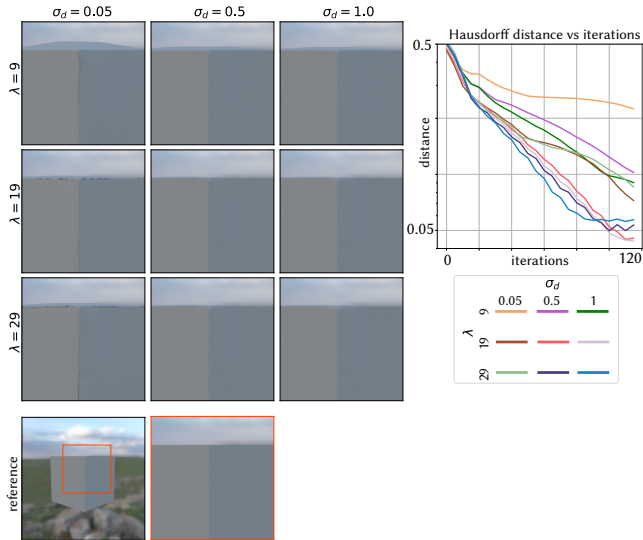 σd = 0.05
σd = 0.5
σd = 1.0
λ = 9
λ = 19
λ = 29
reference
Hausdorff distance vs iterations
0.5
1
0.05
distance
0
120
iterations
σd
0.05
0.5
1
λ
9
19
29